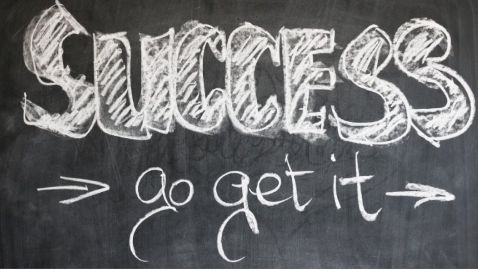 SUCCESS
→ go get it →